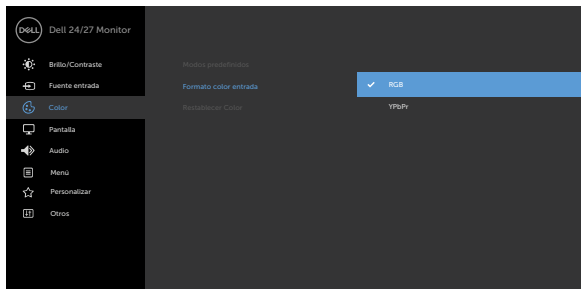 DELL
Dell 24/27 Monitor
Brillo/Contraste
Modos predefinidos
Fuente entrada
Formato color entrada
RGB
Color
Restablecer Color
YPbPr
Pantalla
Audio
Menú
Personalizar
Otros